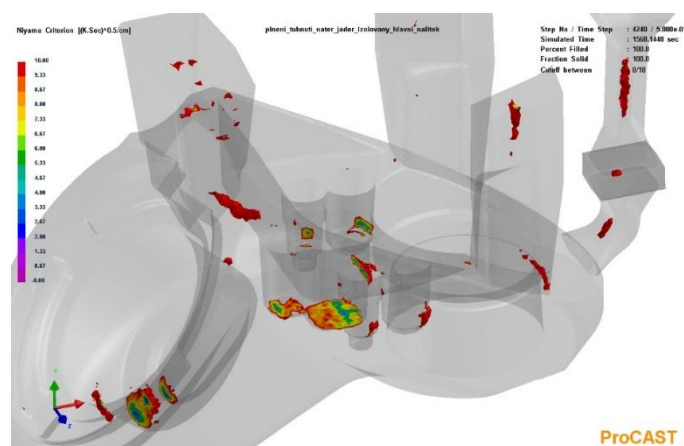 Niyama Criterion [(K.Sec)^0.5/cm]
plneni_tuhnuti_nater_jader_izolovany_hlavni_nalitek
Step No / Time Step : 4240 / 5.000e-01
Simulated Time : 1560.1448 sec
Percent Filled : 100.0
Fraction Solid : 100.0
Cutoff between : 0/10
10.00
9.33
8.67
8.00
7.33
6.67
6.00
5.33
4.67
4.00
3.33
2.67
2.00
1.33
0.67
-0.00
Y
X
Z
ProCAST